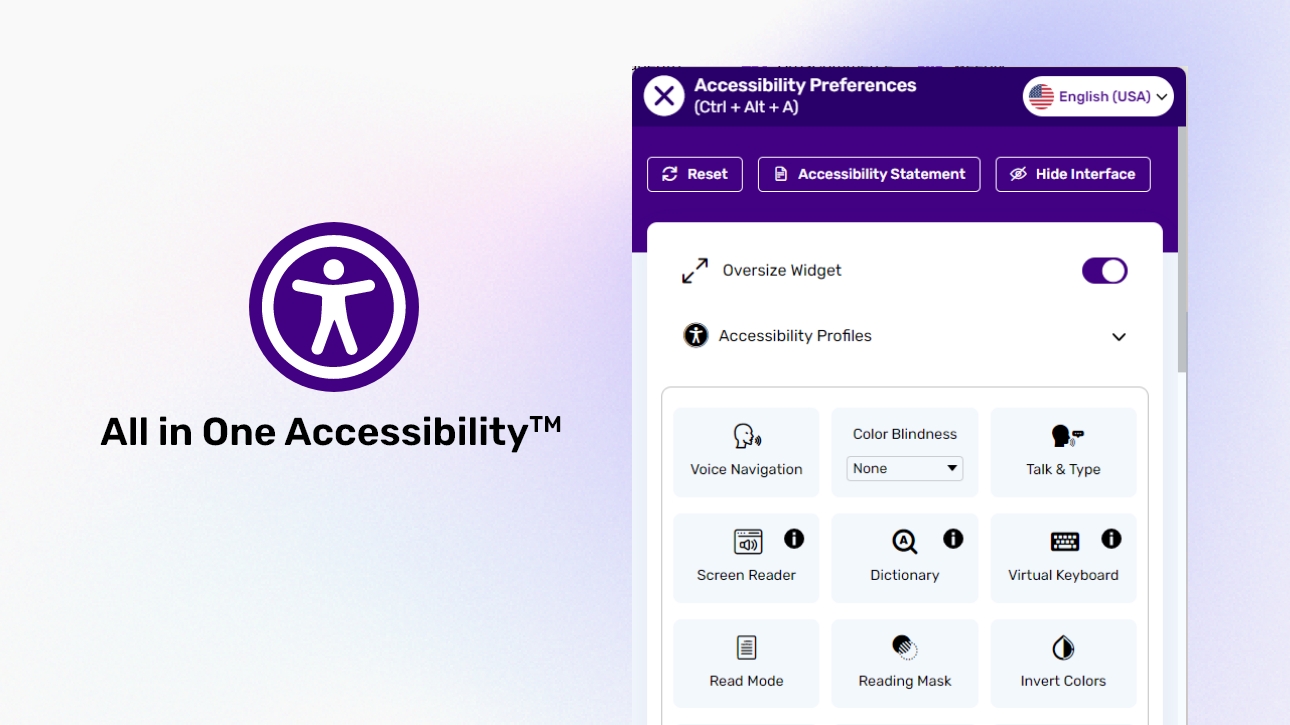 All in One Accessibility™
Accessibility Preferences
(Ctrl + Alt + A)
English (USA)
Reset
Accessibility Statement
Hide Interface
Oversize Widget
Accessibility Profiles
Voice Navigation
Color Blindness
None
Talk & Type
Screen Reader
Dictionary
Virtual Keyboard
Read Mode
Reading Mask
Invert Colors